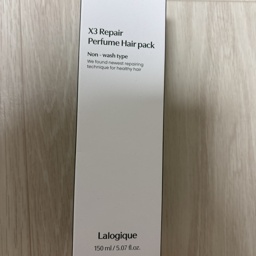 X3 Repair
Perfume Hair pack
Non - wash type
We found newest repairing
technique for healthy hair
Lalogique
150 ml / 5.07 fl.oz.